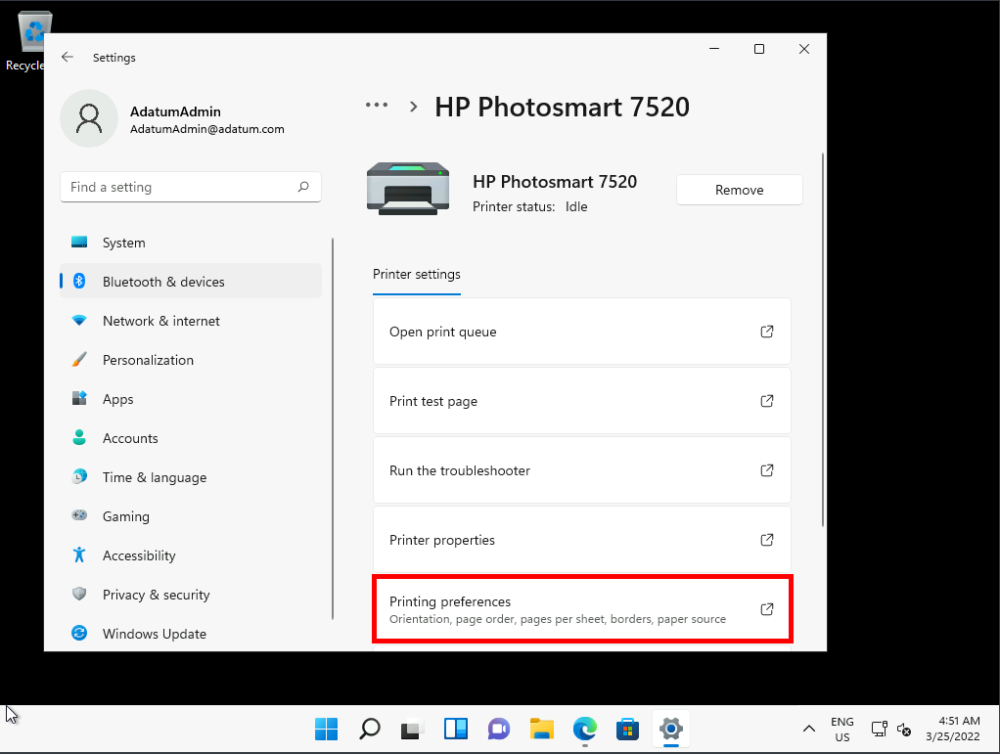 Recycle
Settings
AdatumAdmin
AdatumAdmin@adatum.com
Find a setting
System
Bluetooth & devices
Network & internet
Personalization
Apps
Accounts
Time & language
Gaming
Accessibility
Privacy & security
Windows Update
··· › HP Photosmart 7520
HP Photosmart 7520
Printer status: Idle
Remove
Printer settings
Open print queue
Print test page
Run the troubleshooter
Printer properties
Printing preferences
Orientation, page order, pages per sheet, borders, paper source
ENG
US
4:51 AM
3/25/2022